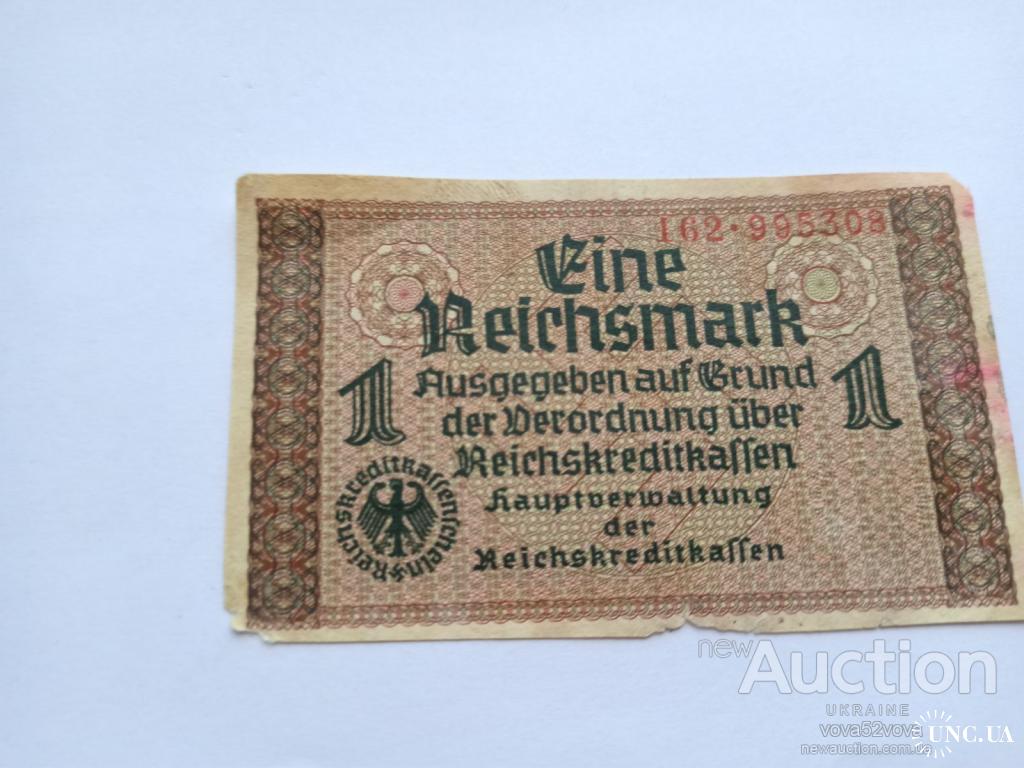 162·995308
Eine
Reichsmark
1 Ausgegeben auf Grund 1
der Verordnung über
Reichskreditkaſſen
Hauptverwaltung
der
Reichskreditkaſſen
Reichskreditkaſſenſchein
new Auction
UKRAINE
vova52vova
newauction.com.ua
UNC.UA